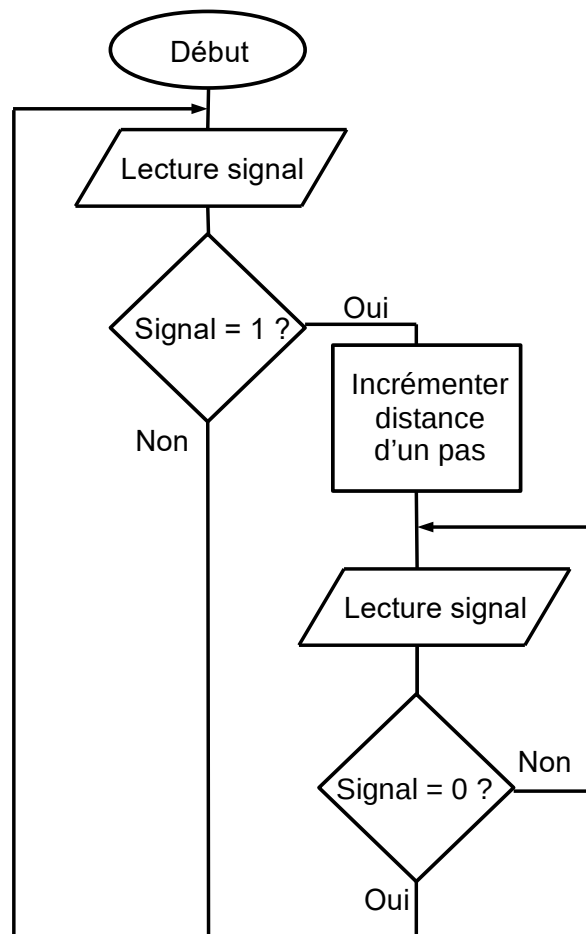 Début
Lecture signal
Signal = 1 ?
Oui
Non
Incrémenter
distance
d'un pas
Lecture signal
Signal = 0 ?
Non
Oui